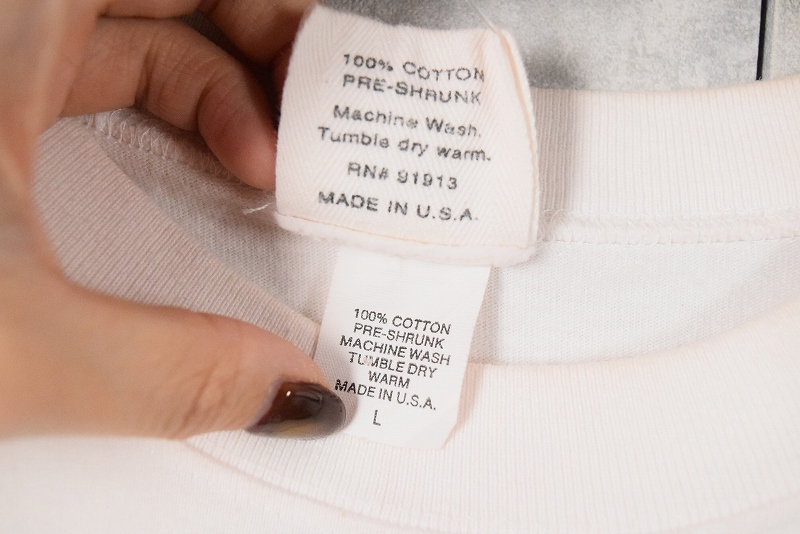 100% COTTON
PRE-SHRUNK
Machine Wash.
Tumble dry warm.
RN# 91913
MADE IN U.S.A.
100% COTTON
PRE-SHRUNK
MACHINE WASH
TUMBLE DRY
WARM
MADE IN U.S.A.
L